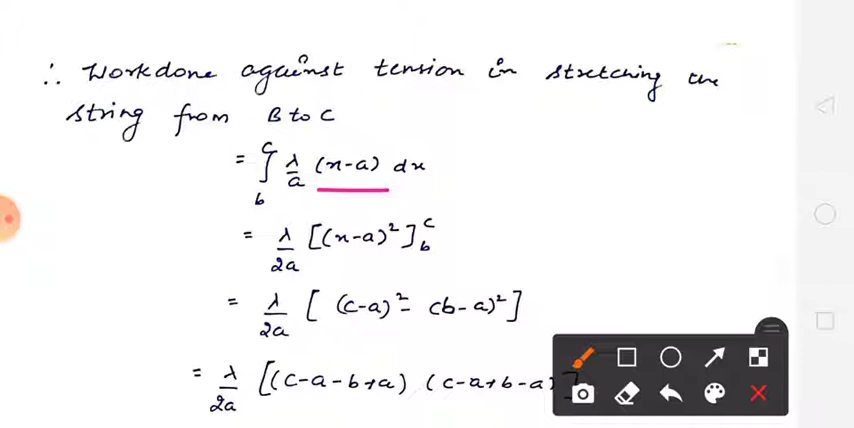 ∴ Workdone against tension in stretching the
string from B to C
= ∫_b^c λ/a (x-a) dx
= λ/2a [(x-a)²]_b^c
= λ/2a [ (c-a)² - (b-a)² ]
= λ/2a [(c-a-b+a) (c-a+b-a)]